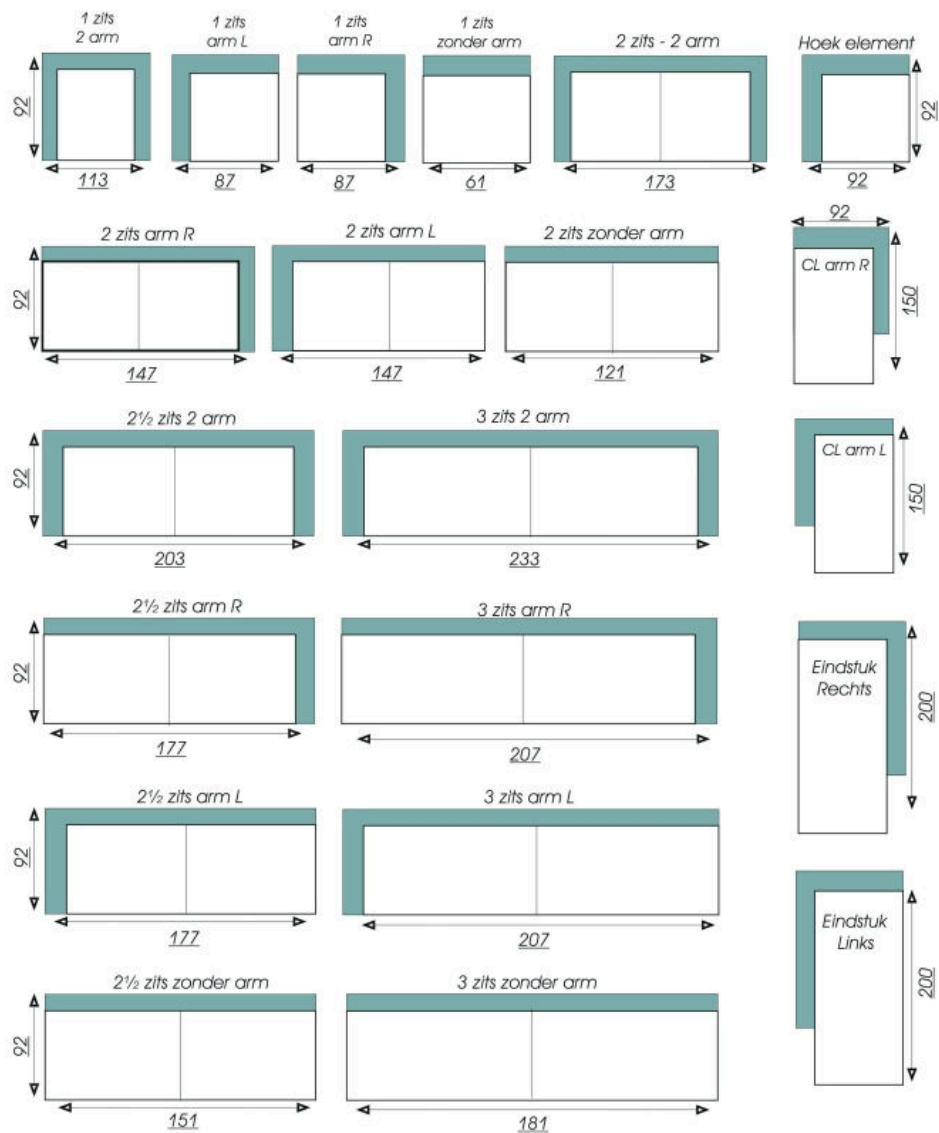 1 zits
2 arm
1 zits
arm L
1 zits
arm R
1 zits
zonder arm
2 zits - 2 arm
Hoek element
92
92
113
87
87
61
173
92
2 zits arm R
2 zits arm L
2 zits zonder arm
92
CL arm R
92
150
147
147
121
2½ zits 2 arm
3 zits 2 arm
CL arm L
92
150
203
233
2½ zits arm R
3 zits arm R
92
Eindstuk
Rechts
200
177
207
2½ zits arm L
3 zits arm L
92
Eindstuk
Links
200
177
207
2½ zits zonder arm
3 zits zonder arm
92
151
181